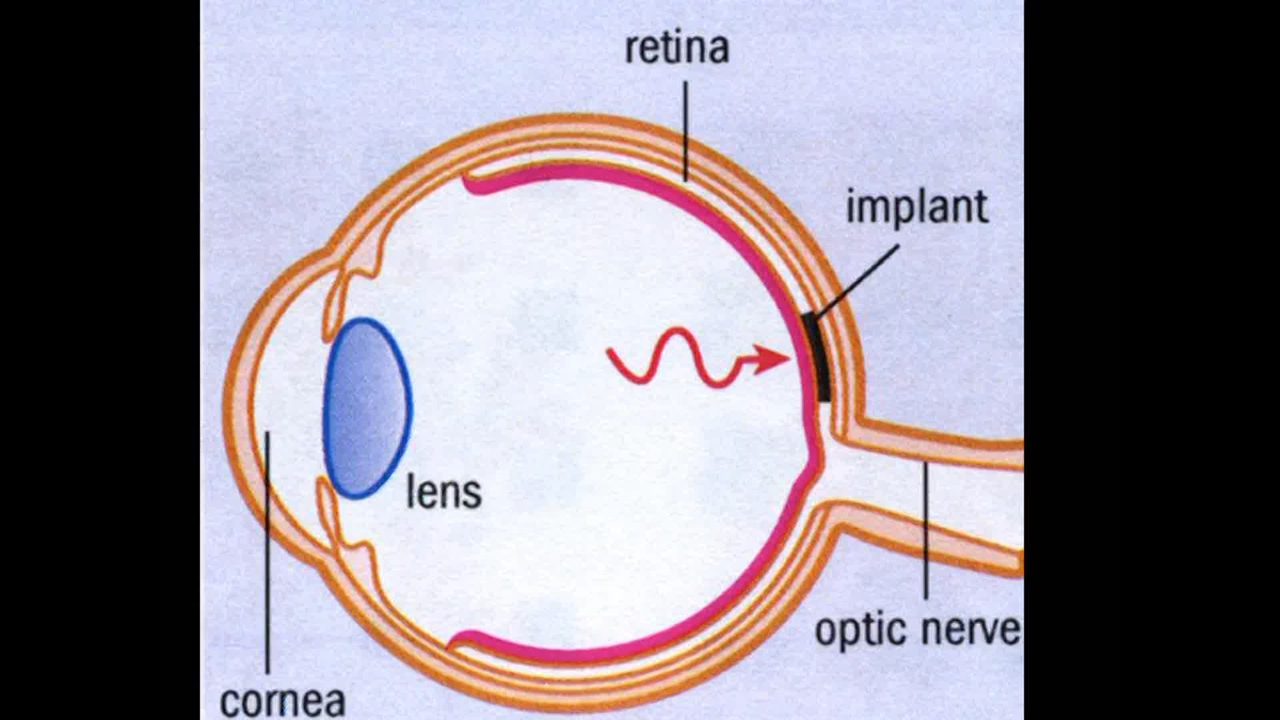 retina
implant
lens
optic nerve
cornea